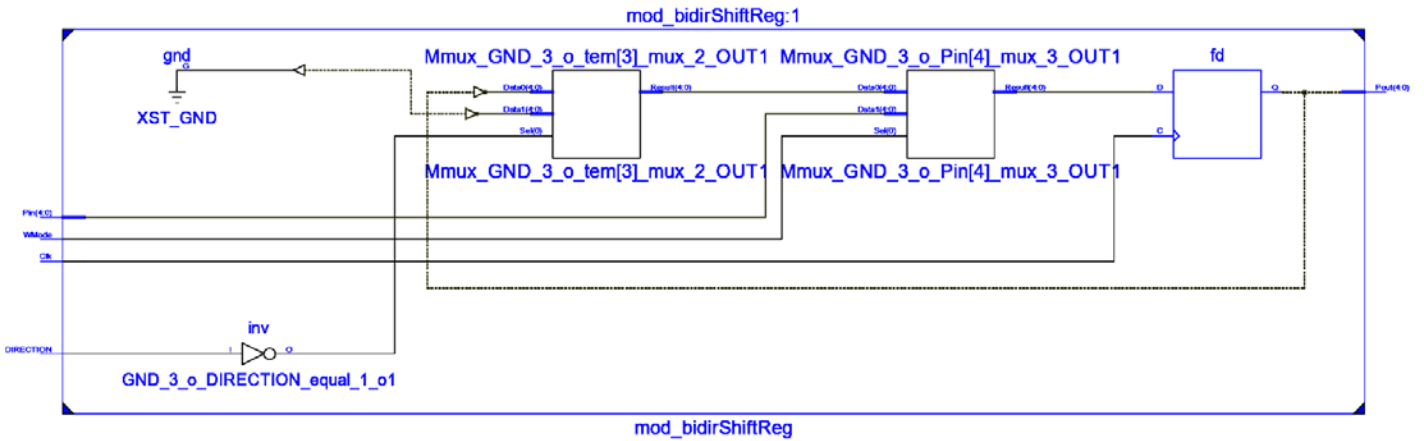 mod_bidirShiftReg:1
gnd
G
XST_GND
Mmux_GND_3_o_tem[3]_mux_2_OUT1
Data0(4:0)
Data1(4:0)
Sel(0)
Result(4:0)
Mmux_GND_3_o_tem[3]_mux_2_OUT1
Mmux_GND_3_o_Pin[4]_mux_3_OUT1
Data0(4:0)
Data1(4:0)
Sel(0)
Result(4:0)
Mmux_GND_3_o_Pin[4]_mux_3_OUT1
fd
D
C
Q
Pout(4:0)
Pin(4:0)
WMode
Clk
DIRECTION
inv
I
O
GND_3_o_DIRECTION_equal_1_o1
mod_bidirShiftReg